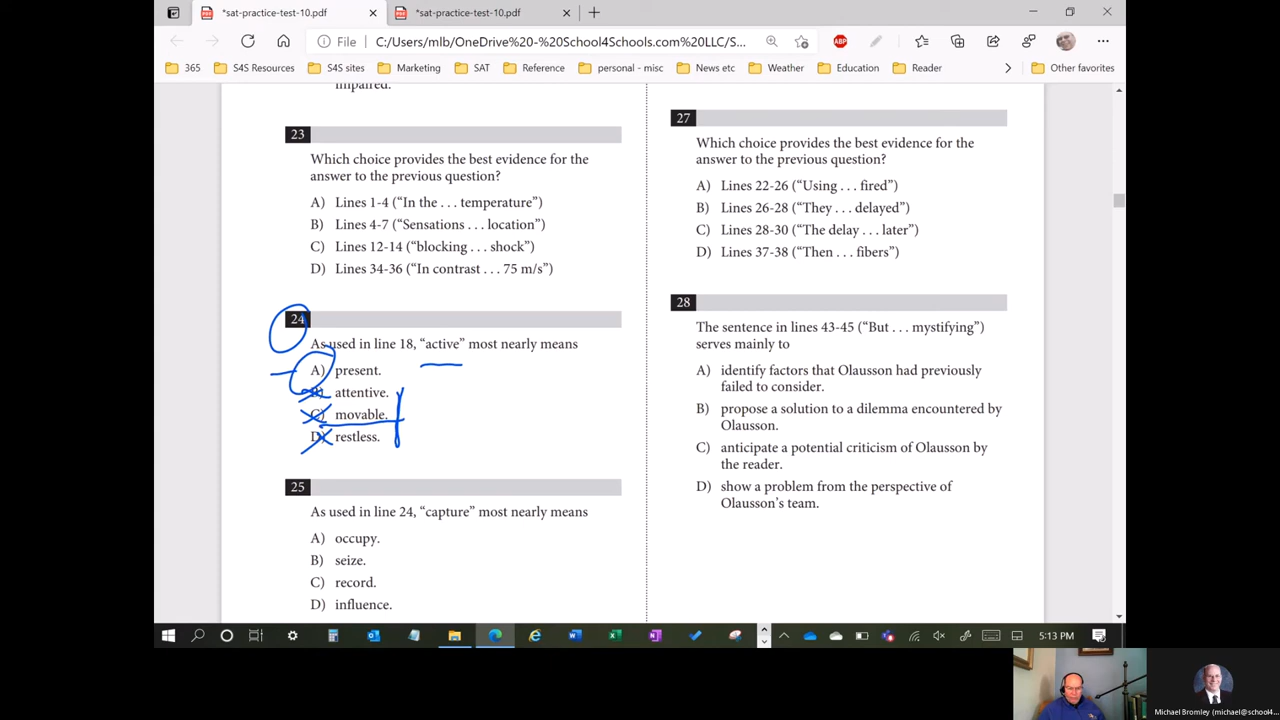 *sat-practice-test-10.pdf
*sat-practice-test-10.pdf
File
C:/Users/mlb/OneDrive%20-%20School4Schools.com%20LLC/S...
ABP
365
S4S Resources
S4S sites
Marketing
SAT
Reference
personal - misc
News etc
Weather
Education
Reader
Other favorites
impaired.
23
Which choice provides the best evidence for the
answer to the previous question?
A) Lines 1-4 (“In the . . . temperature”)
B) Lines 4-7 (“Sensations . . . location”)
C) Lines 12-14 (“blocking . . . shock”)
D) Lines 34-36 (“In contrast . . . 75 m/s”)
24
As used in line 18, “active” most nearly means
A) present.
B) attentive.
C) movable.
D) restless.
25
As used in line 24, “capture” most nearly means
A) occupy.
B) seize.
C) record.
D) influence.
27
Which choice provides the best evidence for the
answer to the previous question?
A) Lines 22-26 (“Using . . . fired”)
B) Lines 26-28 (“They . . . delayed”)
C) Lines 28-30 (“The delay . . . later”)
D) Lines 37-38 (“Then . . . fibers”)
28
The sentence in lines 43-45 (“But . . . mystifying”)
serves mainly to
A) identify factors that Olausson had previously
failed to consider.
B) propose a solution to a dilemma encountered by
Olausson.
C) anticipate a potential criticism of Olausson by
the reader.
D) show a problem from the perspective of
Olausson’s team.
5:13 PM
Michael Bromley (michael@school4...